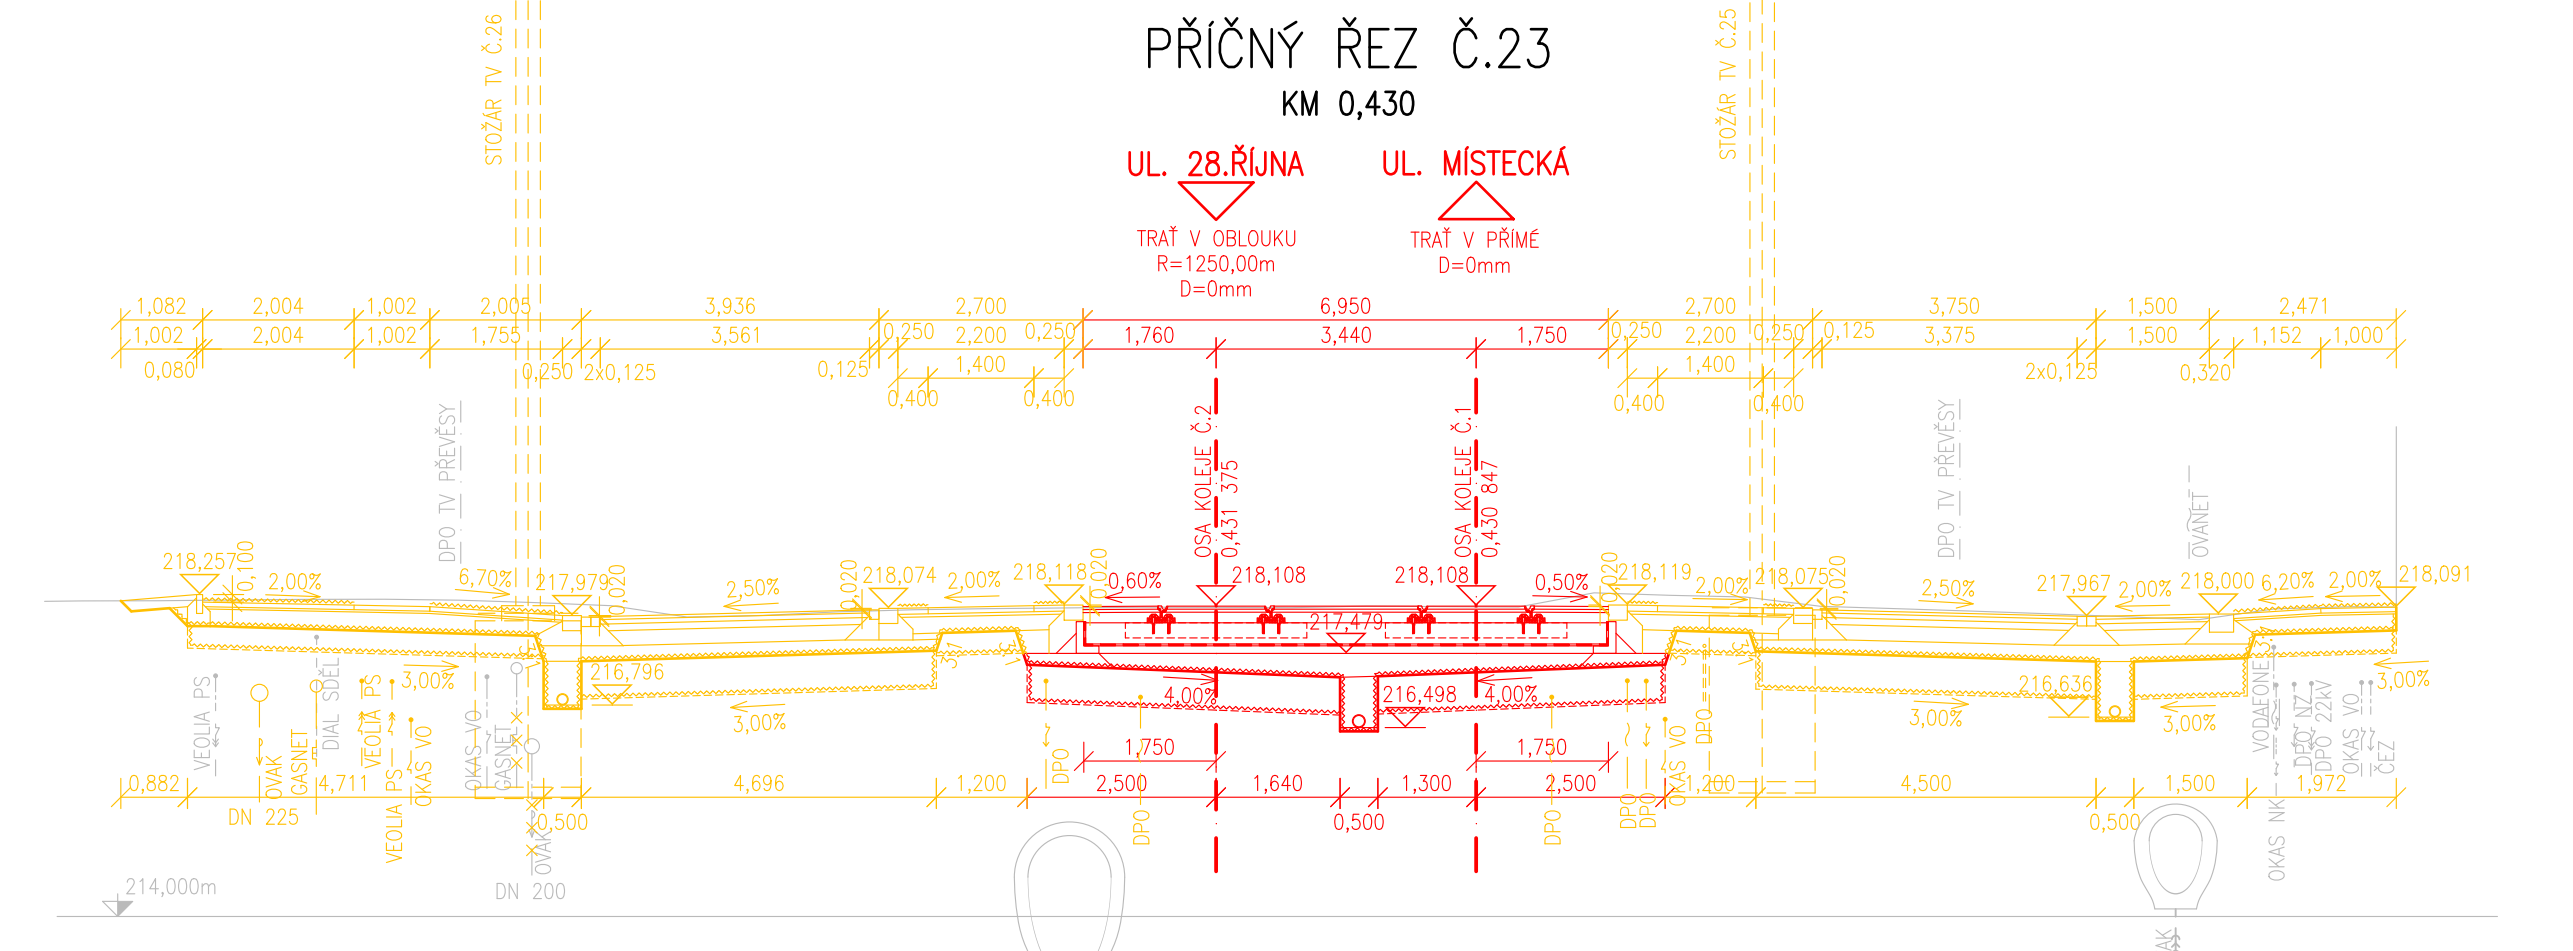 PŘÍČNÝ ŘEZ Č.23
KM 0,430
STOŽÁR TV Č.26
STOŽÁR TV Č.25
UL. 28.ŘÍJNA
UL. MÍSTECKÁ
TRAŤ V OBLOUKU
R=1250,00m
D=0mm
TRAŤ V PŘÍMÉ
D=0mm
1,082 2,004 1,002 2,005 3,936 2,700 6,950 2,700 3,750 1,500 2,471
1,002 2,004 1,002 1,755 3,561 0,250 2,200 0,250 1,760 3,440 1,750 0,250 2,200 0,250 0,125 3,375 1,500 1,152 1,000
0,080 0,250 2x0,125 0,125 1,400 1,400 2x0,125 0,320
0,400 0,400 0,400 0,400
DPO TV PŘEVĚSY
OSA KOLEJE Č.2
0,431 375
OSA KOLEJE Č.1
0,430 847
DPO TV PŘEVĚSY
OVANET
218,257 0,100 2,00% 6,70% 217,979 0,020 2,50% 0,020 218,074 2,00% 218,118 0,020 0,60% 218,108 218,108 0,50% 0,020 218,119 2,00% 218,075 0,020 2,50% 217,967 2,00% 218,000 6,20% 2,00% 218,091
217,479
3,00% 216,796 3,00% 4,00% 216,498 4,00% 3,00% 216,636 3,00% 3,00%
3:1 3:1 3:1 3:1 3:1
VEOLIA PS
OVAK
GASNET
DIAL SDĚL
VEOLIA PS
VEOLIA PS
OKAS VO
OKAS VO
GASNET
OVAK
DPO
DPO
DPO
DPO
DPO
OKAS VO
DPO
VODAFONE
OKAS NK
DPO NZ
DPO 22kV
OKAS VO
ČEZ
1,750 1,750
0,882 4,711 4,696 1,200 2,500 1,640 1,300 2,500 1,200 4,500 1,500 1,972
DN 225 0,500 0,500 0,500
DN 200
214,000m
AK